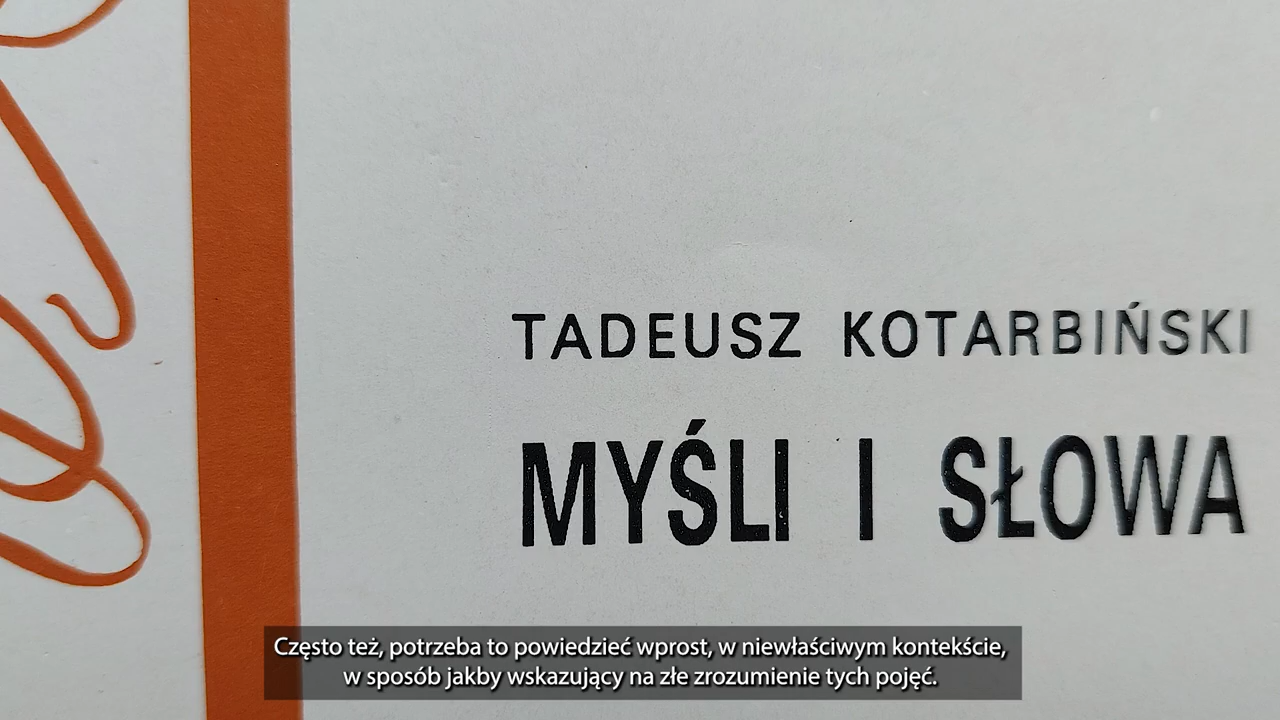 TADEUSZ KOTARBIŃSKI
MYŚLI I SŁOWA
Często też, potrzeba to powiedzieć wprost, w niewłaściwym kontekście,
w sposób jakby wskazujący na złe zrozumienie tych pojęć.